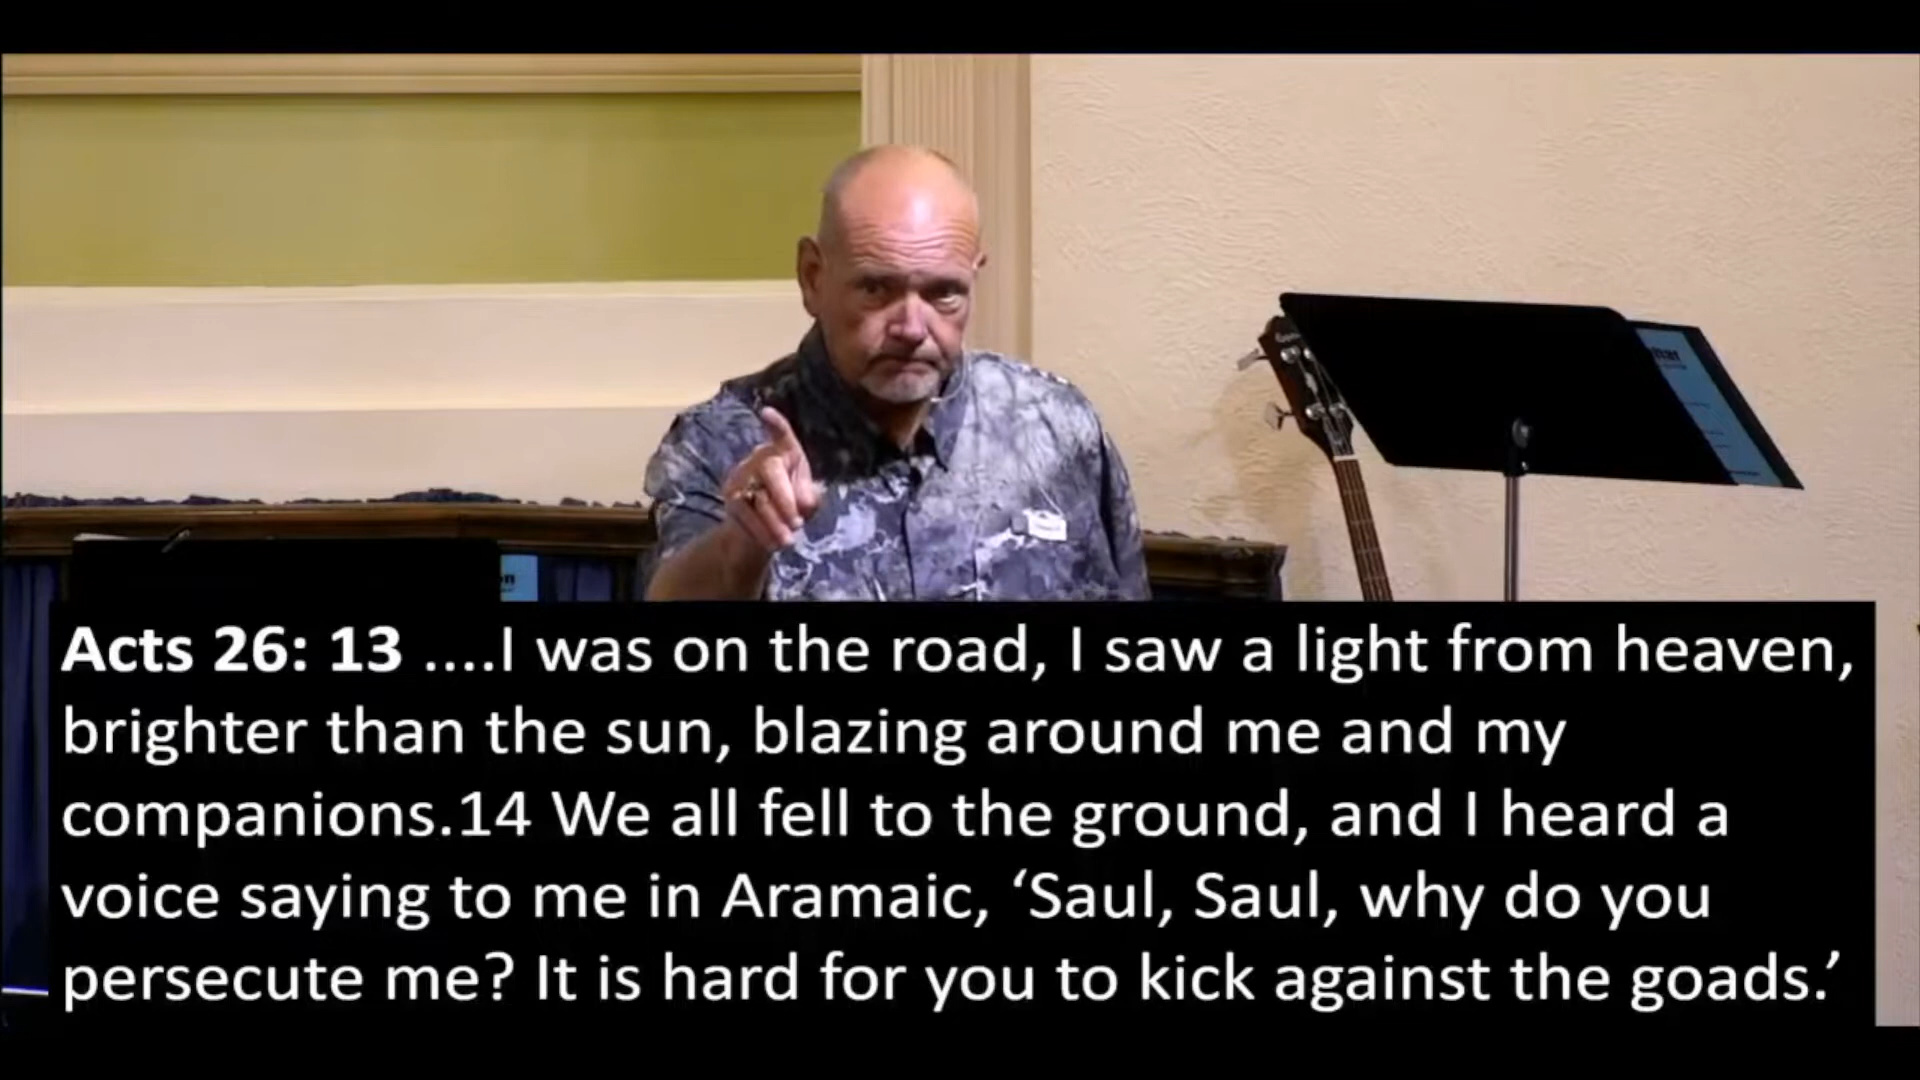 Acts 26: 13 ....I was on the road, I saw a light from heaven,
brighter than the sun, blazing around me and my
companions.14 We all fell to the ground, and I heard a
voice saying to me in Aramaic, ‘Saul, Saul, why do you
persecute me? It is hard for you to kick against the goads.’